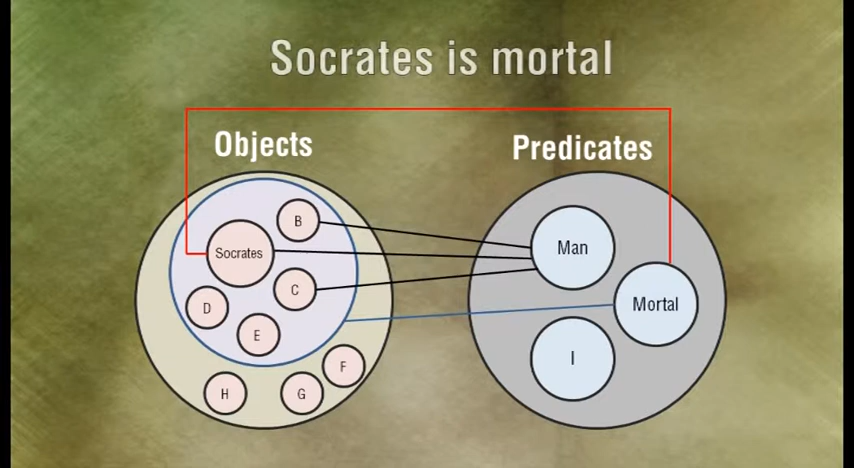 Socrates is mortal
Objects
Predicates
B
Socrates
Man
C
D
Mortal
E
I
F
H
G